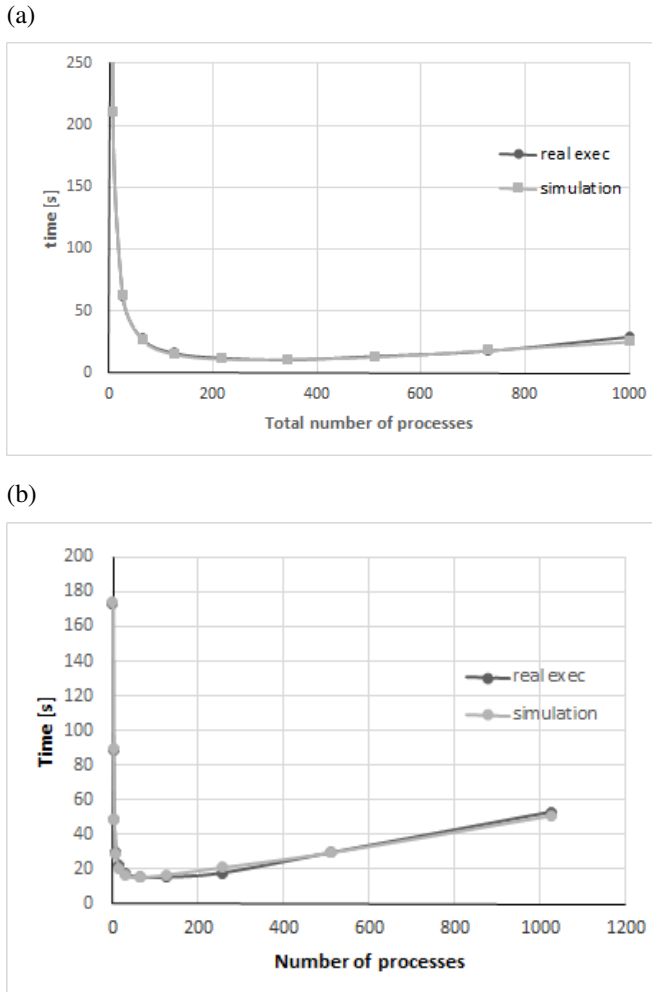 (a)
250
200
150
100
50
0
time [s]
real exec
simulation
0 200 400 600 800 1000
Total number of processes
(b)
200
180
160
140
120
100
80
60
40
20
0
Time [s]
real exec
simulation
0 200 400 600 800 1000 1200
Number of processes